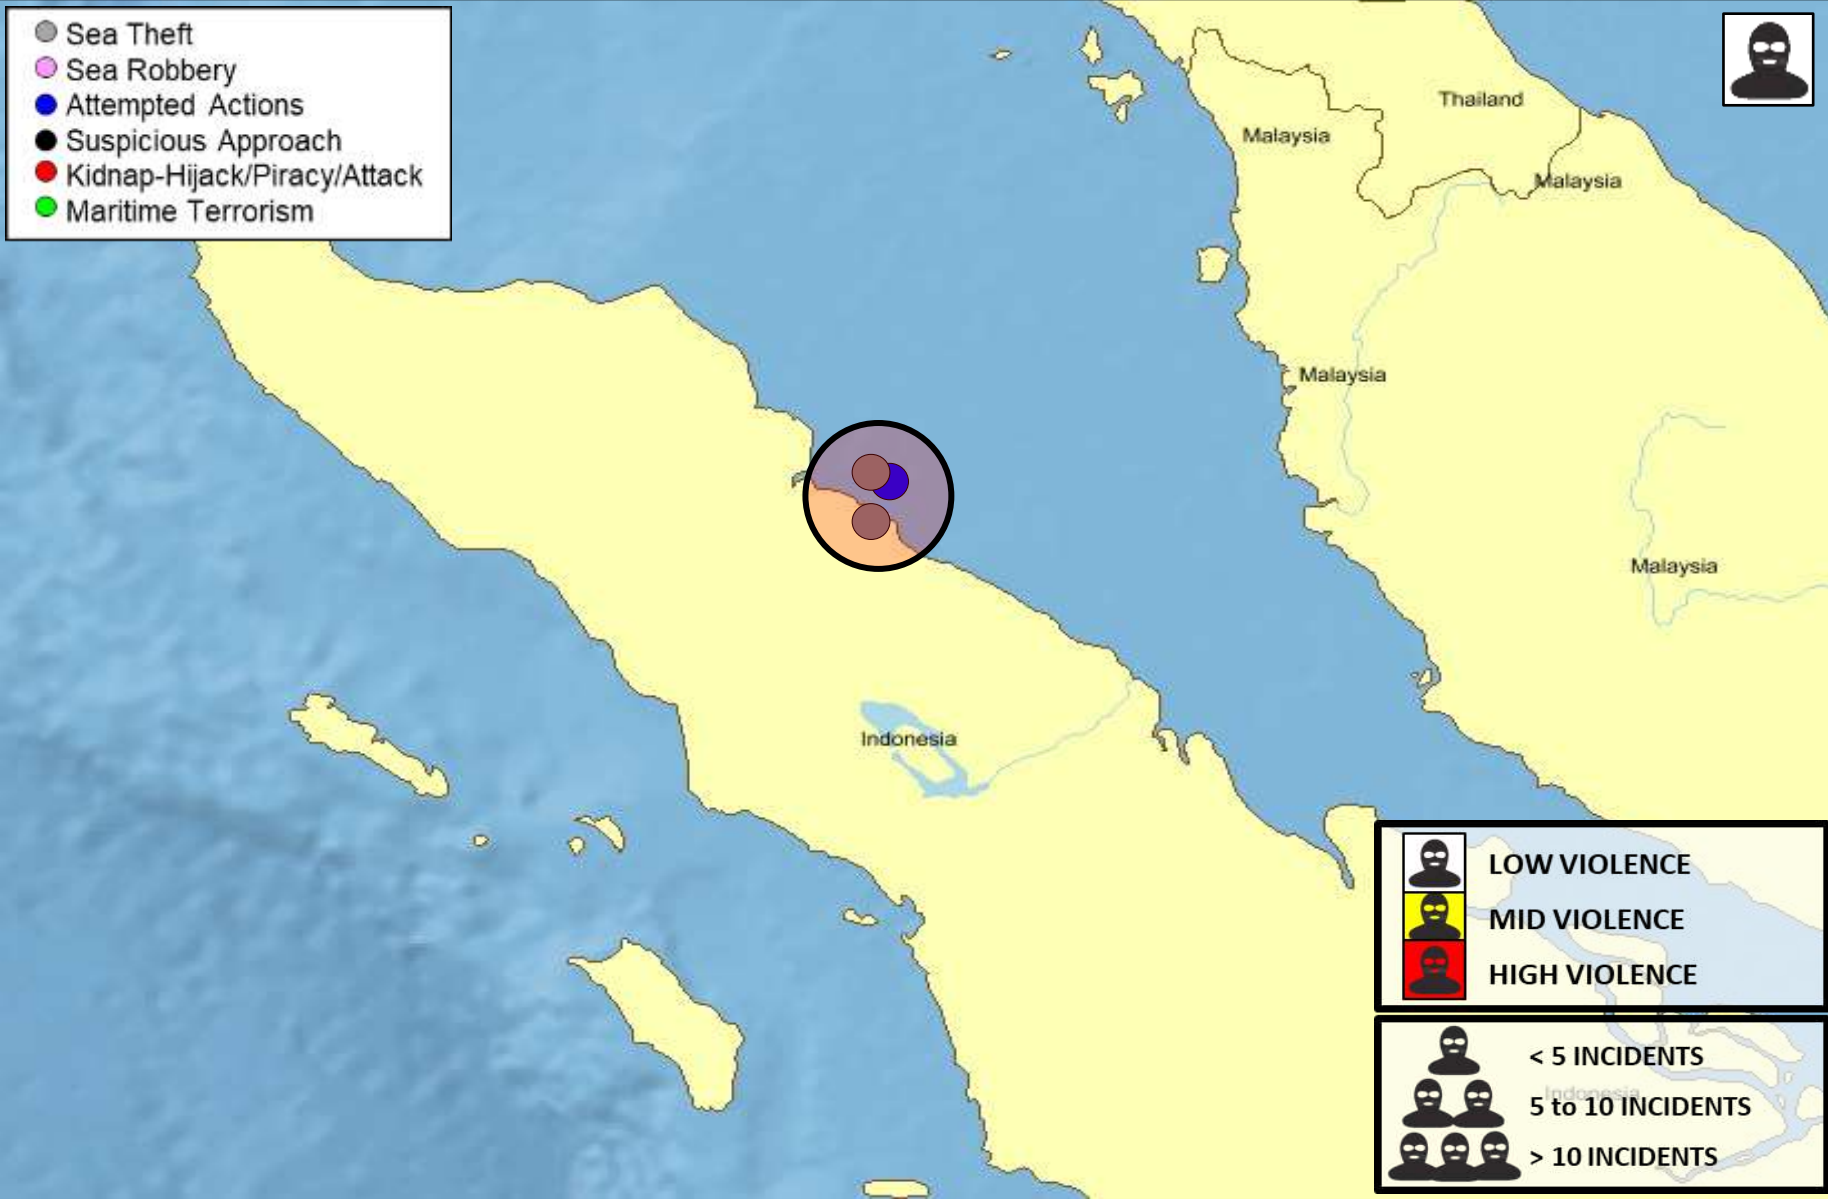 Sea Theft
Sea Robbery
Attempted Actions
Suspicious Approach
Kidnap-Hijack/Piracy/Attack
Maritime Terrorism
Thailand
Malaysia
Malaysia
Malaysia
Malaysia
Indonesia
LOW VIOLENCE
MID VIOLENCE
HIGH VIOLENCE
< 5 INCIDENTS
Indonesia
5 to 10 INCIDENTS
> 10 INCIDENTS